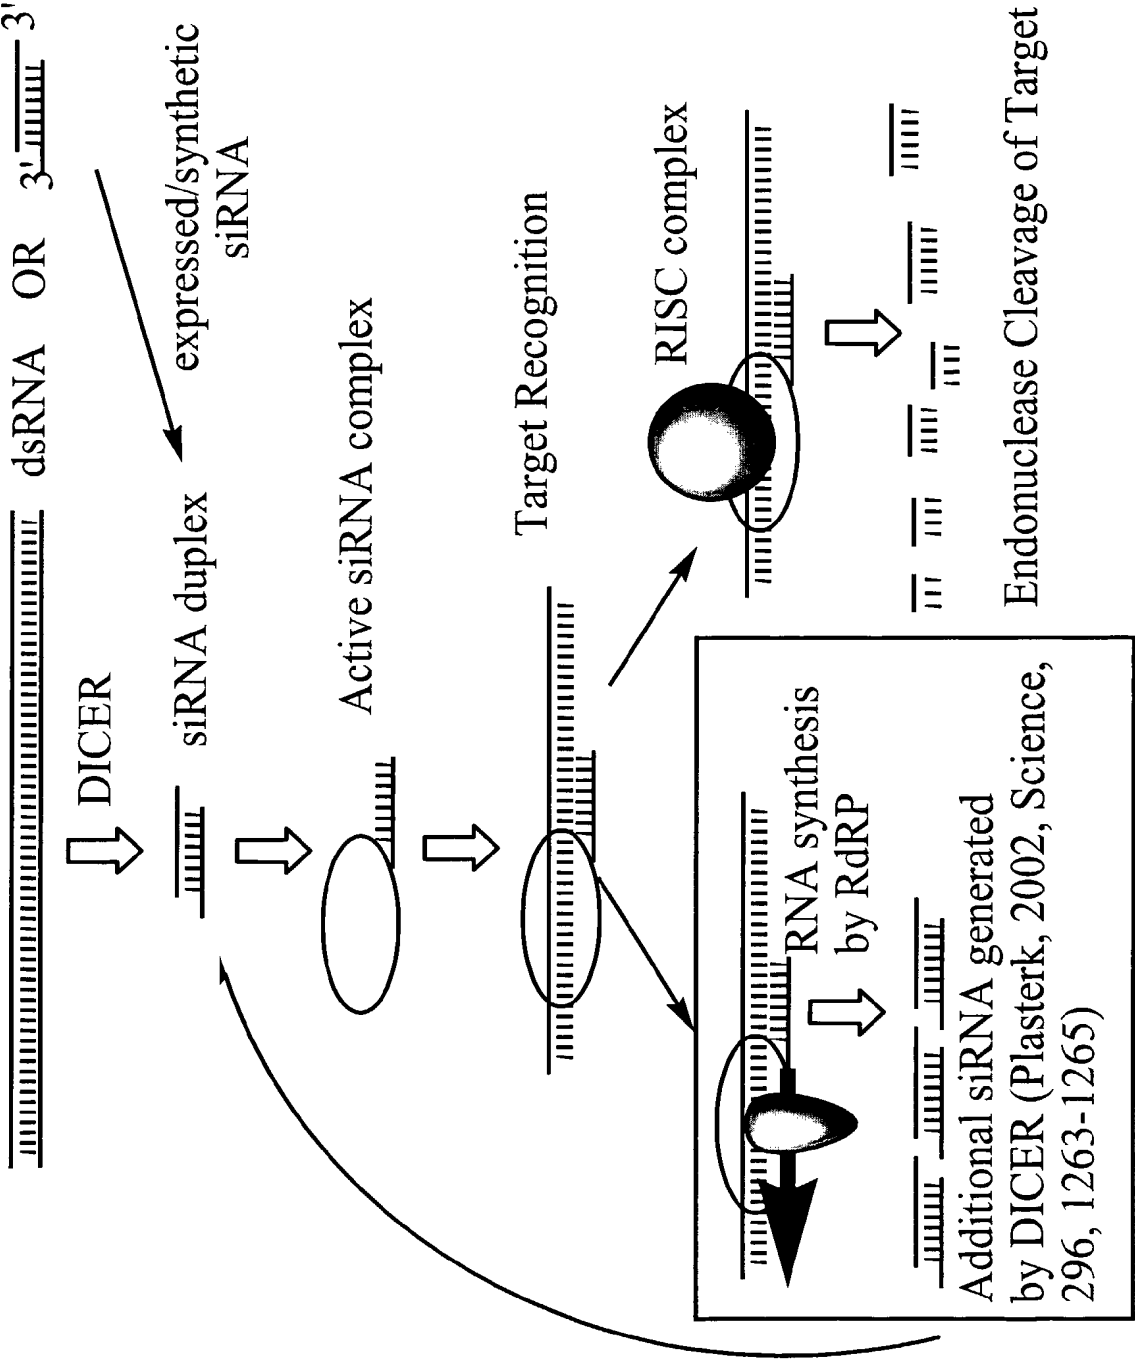 dsRNA OR 3' 3'
DICER
expressed/synthetic
siRNA
siRNA duplex
Active siRNA complex
Target Recognition
RISC complex
RNA synthesis
by RdRP
Additional siRNA generated
by DICER (Plasterk, 2002, Science,
296, 1263-1265)
Endonuclease Cleavage of Target